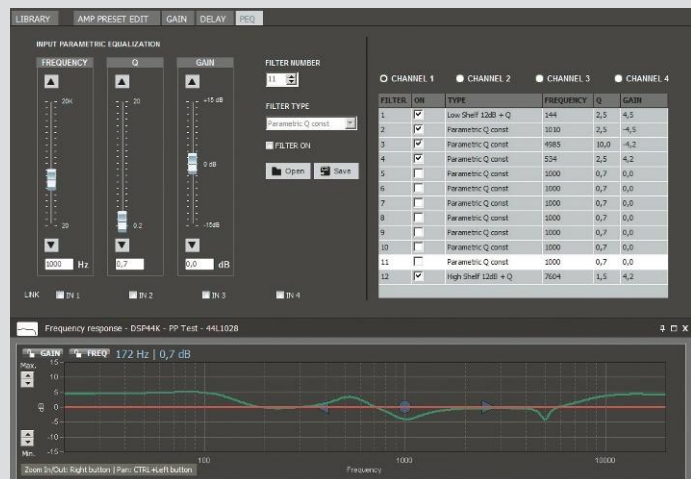 LIBRARY AMP PRESET EDIT GAIN DELAY PEQ
INPUT PARAMETRIC EQUALIZATION
FREQUENCY Q GAIN
20K 20 +15 dB
0 dB
20 0.2 -15dB
1000 Hz 0,7 0,0 dB
LINK IN 1 IN 2 IN 3 IN 4
FILTER NUMBER
11
FILTER TYPE
Parametric Q const
FILTER ON
Open Save
CHANNEL 1 CHANNEL 2 CHANNEL 3 CHANNEL 4
FILTER ON TYPE FREQUENCY Q GAIN
1 Low Shelf 12dB + Q 144 2,5 4,5
2 Parametric Q const 1010 2,5 -4,5
3 Parametric Q const 4985 10,0 -4,2
4 Parametric Q const 534 2,5 4,2
5 Parametric Q const 1000 0,7 0,0
6 Parametric Q const 1000 0,7 0,0
7 Parametric Q const 1000 0,7 0,0
8 Parametric Q const 1000 0,7 0,0
9 Parametric Q const 1000 0,7 0,0
10 Parametric Q const 1000 0,7 0,0
11 Parametric Q const 1000 0,7 0,0
12 High Shelf 12dB + Q 7604 1,5 4,2
Frequency response - DSP44K - PP Test - 44L1028
GAIN FREQ 172 Hz | 0,7 dB
Max.
15
10
5
dB 0
-5
-10
-15
Min.
100 1000 10000
Zoom In/Out: Right button | Pan: CTRL+Left button
Frequency